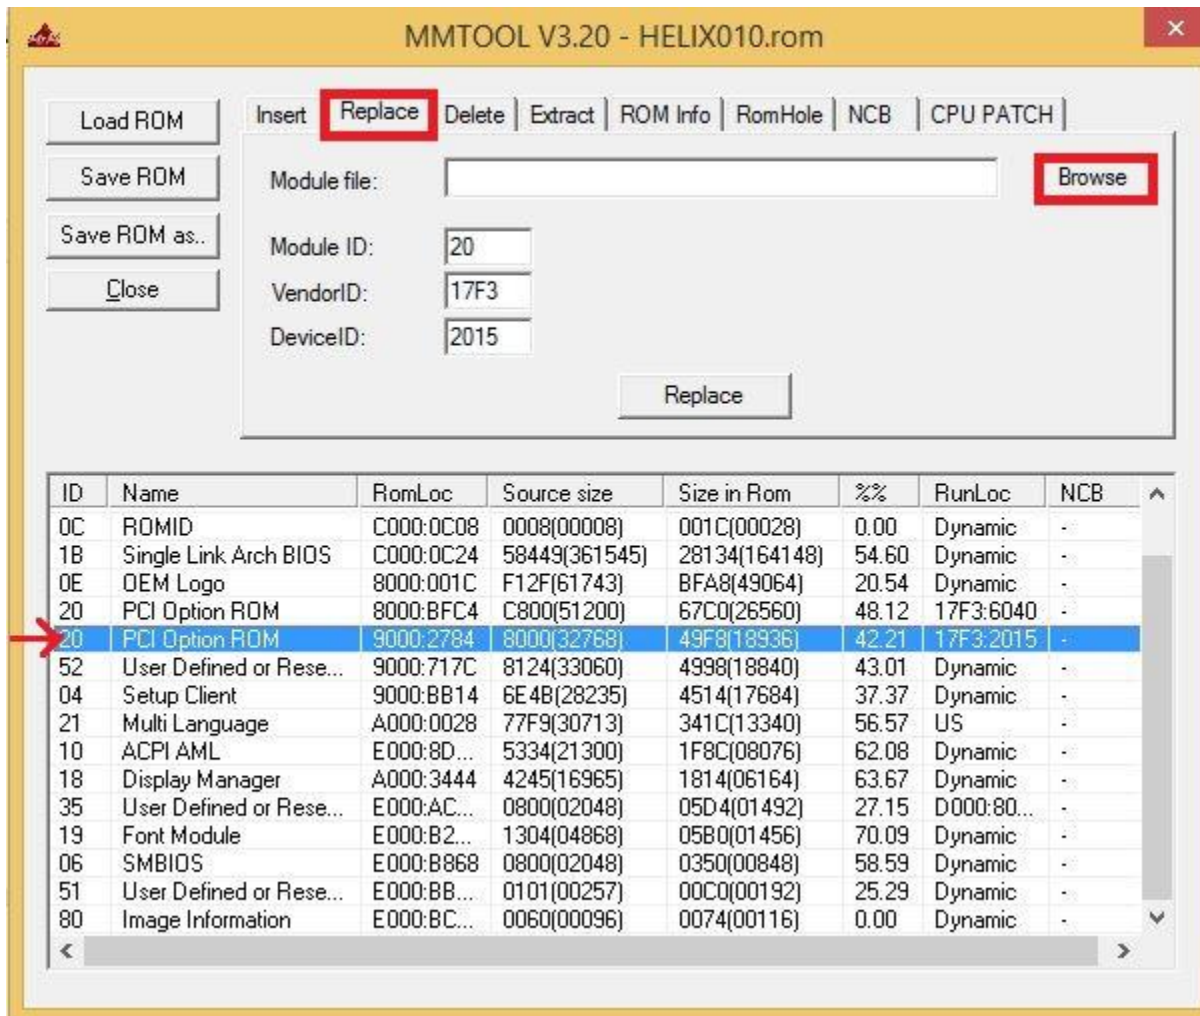 MMTOOL V3.20 - HELIX010.rom
Load ROM
Save ROM
Save ROM as..
Close
Insert Replace Delete Extract ROM Info RomHole NCB CPU PATCH
Module file: Browse
Module ID: 20
VendorID: 17F3
DeviceID: 2015
Replace
ID Name RomLoc Source size Size in Rom %% RunLoc NCB
0C ROMID C000:0C08 0008(00008) 001C(00028) 0.00 Dynamic -
1B Single Link Arch BIOS C000:0C24 58449(361545) 28134(164148) 54.60 Dynamic -
0E OEM Logo 8000:001C F12F(61743) BFA8(49064) 20.54 Dynamic -
20 PCI Option ROM 8000:BFC4 C800(51200) 67C0(26560) 48.12 17F3:6040 -
20 PCI Option ROM 9000:2784 8000(32768) 49F8(18936) 42.21 17F3:2015 -
52 User Defined or Rese... 9000:717C 8124(33060) 4998(18840) 43.01 Dynamic -
04 Setup Client 9000:BB14 6E4B(28235) 4514(17684) 37.37 Dynamic -
21 Multi Language A000:0028 77F9(30713) 341C(13340) 56.57 US -
10 ACPI AML E000:8D... 5334(21300) 1F8C(08076) 62.08 Dynamic -
18 Display Manager A000:3444 4245(16965) 1814(06164) 63.67 Dynamic -
35 User Defined or Rese... E000:AC... 0800(02048) 05D4(01492) 27.15 D000:80... -
19 Font Module E000:B2... 1304(04868) 05B0(01456) 70.09 Dynamic -
06 SMBIOS E000:B868 0800(02048) 0350(00848) 58.59 Dynamic -
51 User Defined or Rese... E000:BB... 0101(00257) 00C0(00192) 25.29 Dynamic -
80 Image Information E000:BC... 0060(00096) 0074(00116) 0.00 Dynamic -